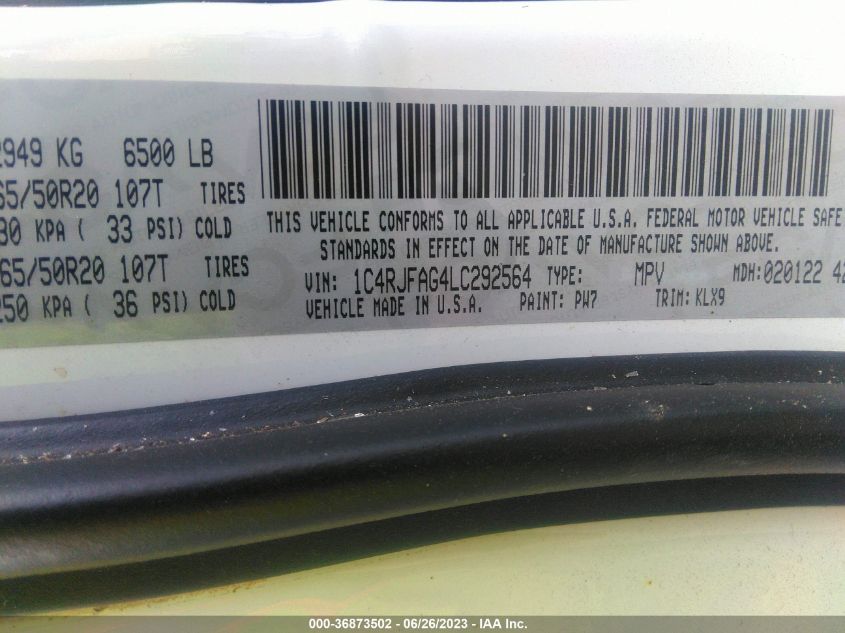 2949 KG 6500 LB
65/50R20 107T TIRES
30 KPA ( 33 PSI) COLD
65/50R20 107T TIRES
250 KPA ( 36 PSI) COLD
THIS VEHICLE CONFORMS TO ALL APPLICABLE U.S.A. FEDERAL MOTOR VEHICLE SAFE
STANDARDS IN EFFECT ON THE DATE OF MANUFACTURE SHOWN ABOVE.
VIN: 1C4RJFAG4LC292564 TYPE: MPV MDH:020122 42
VEHICLE MADE IN U.S.A. PAINT: PW7 TRIM: KLX9
000-36873502 - 06/26/2023 - IAA Inc.